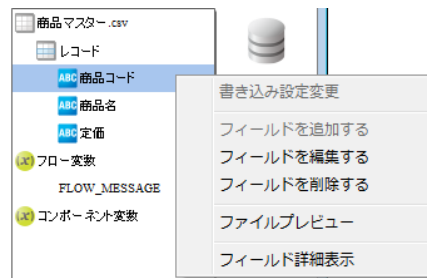 商品マスター.csv
レコード
ABC 商品コード
ABC 商品名
ABC 定価
(x) フロー変数
FLOW_MESSAGE
(x) コンポーネント変数
書き込み設定変更
フィールドを追加する
フィールドを編集する
フィールドを削除する
ファイルプレビュー
フィールド詳細表示